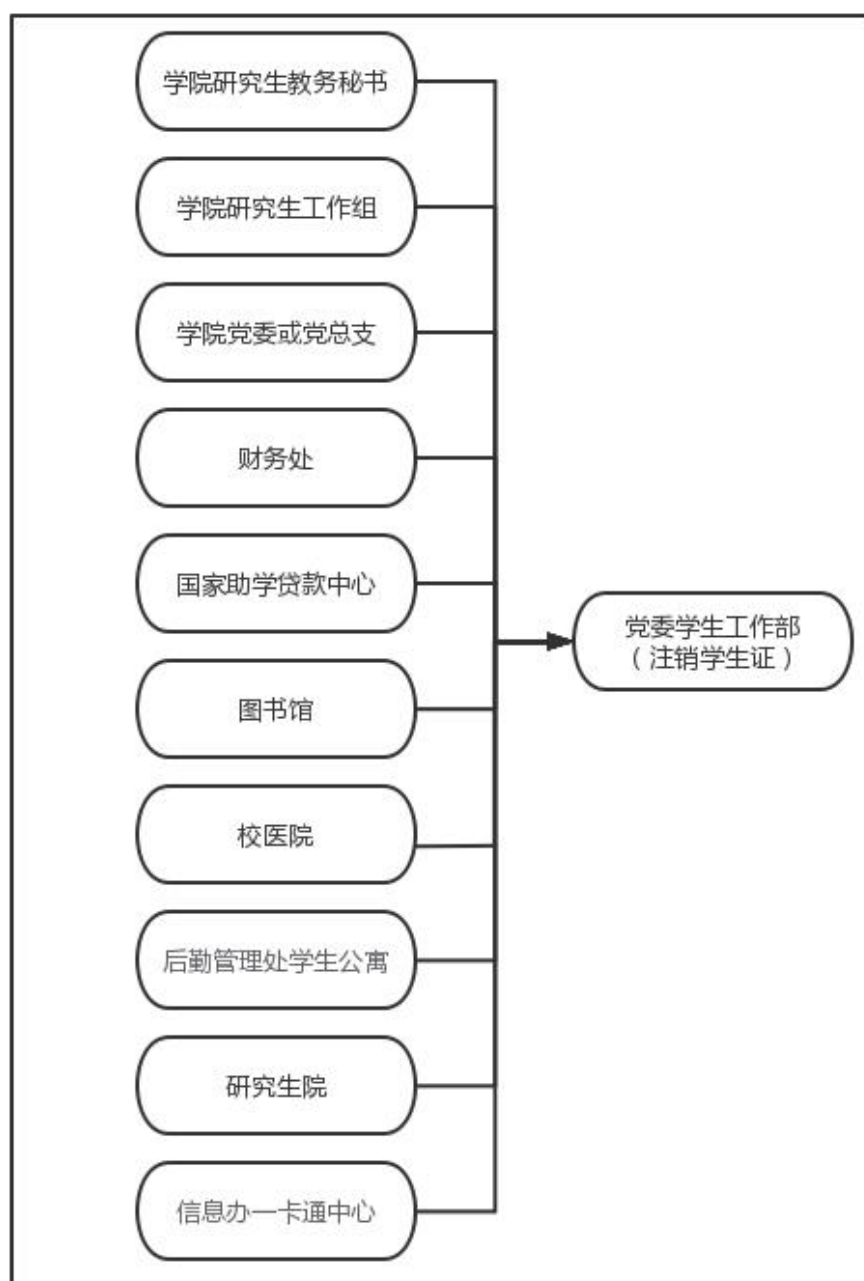 学院研究生教务秘书
学院研究生工作组
学院党委或党总支
财务处
国家助学贷款中心
党委学生工作部
（注销学生证）
图书馆
校医院
后勤管理处学生公寓
研究生院
信息办一卡通中心